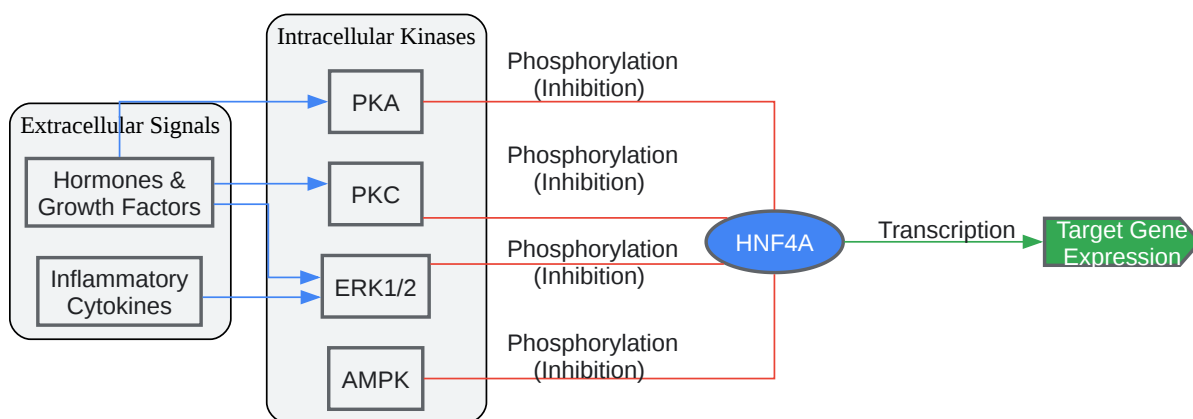 Extracellular Signals
Hormones &
Growth Factors
Inflammatory
Cytokines
Intracellular Kinases
PKA
PKC
ERK1/2
AMPK
Phosphorylation
(Inhibition)
Phosphorylation
(Inhibition)
Phosphorylation
(Inhibition)
Phosphorylation
(Inhibition)
HNF4A
Transcription
Target Gene
Expression